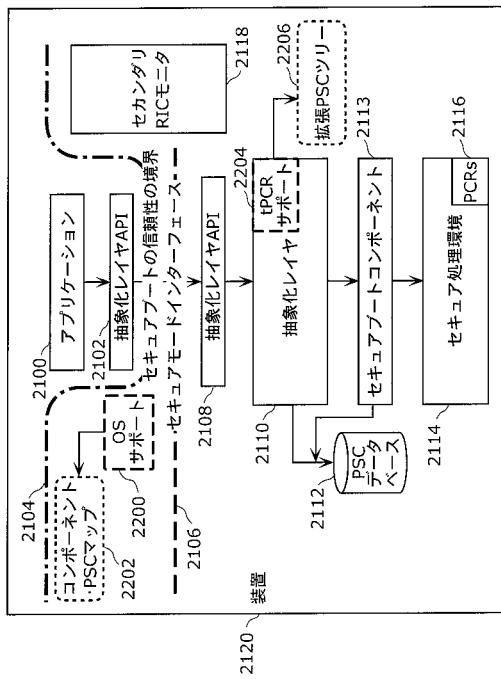 2100
アプリケーション
2102
抽象化レイヤAPI
2104
セキュアブートの信頼性の境界
コンポーネント
・PSCマップ
2202
OS
サポート
2200
2106
セキュアモードインターフェース
セカンダリ
RICモニタ
2118
2108
抽象化レイヤAPI
2110
抽象化レイヤ
2204
tPCR
サポート
2206
拡張PSCツリー
2112
PSC
データ
ベース
2113
セキュアブートコンポーネント
2114
セキュア処理環境
2116
PCRs
装置
2120